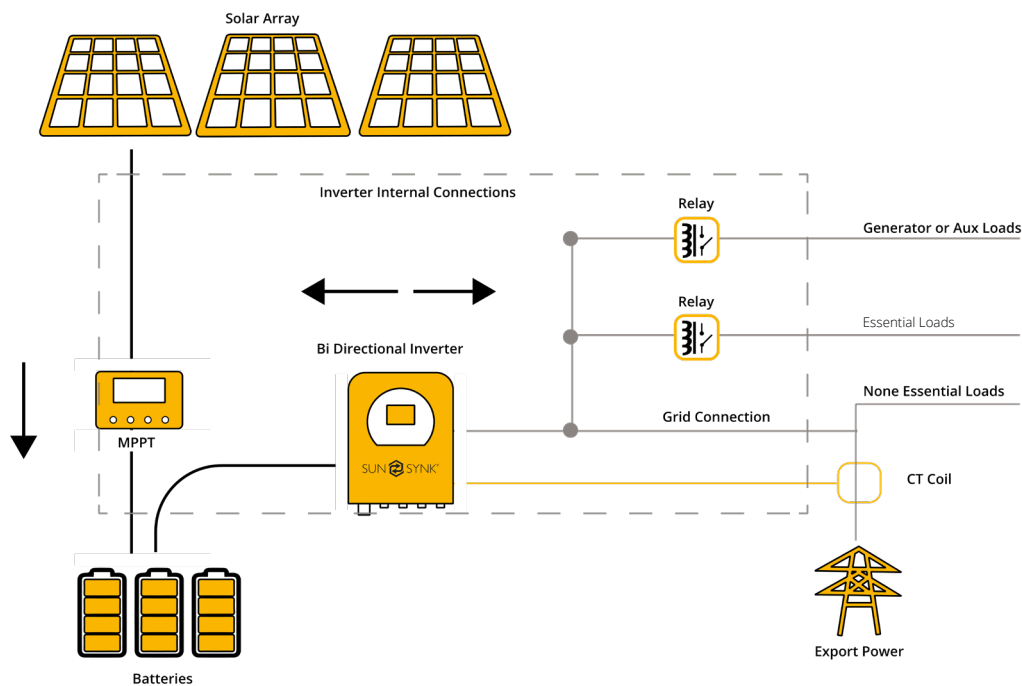 Solar Array
Inverter Internal Connections
Relay
Generator or Aux Loads
Relay
Essential Loads
Bi Directional Inverter
None Essential Loads
Grid Connection
MPPT
SUN SYNK
CT Coil
Export Power
Batteries